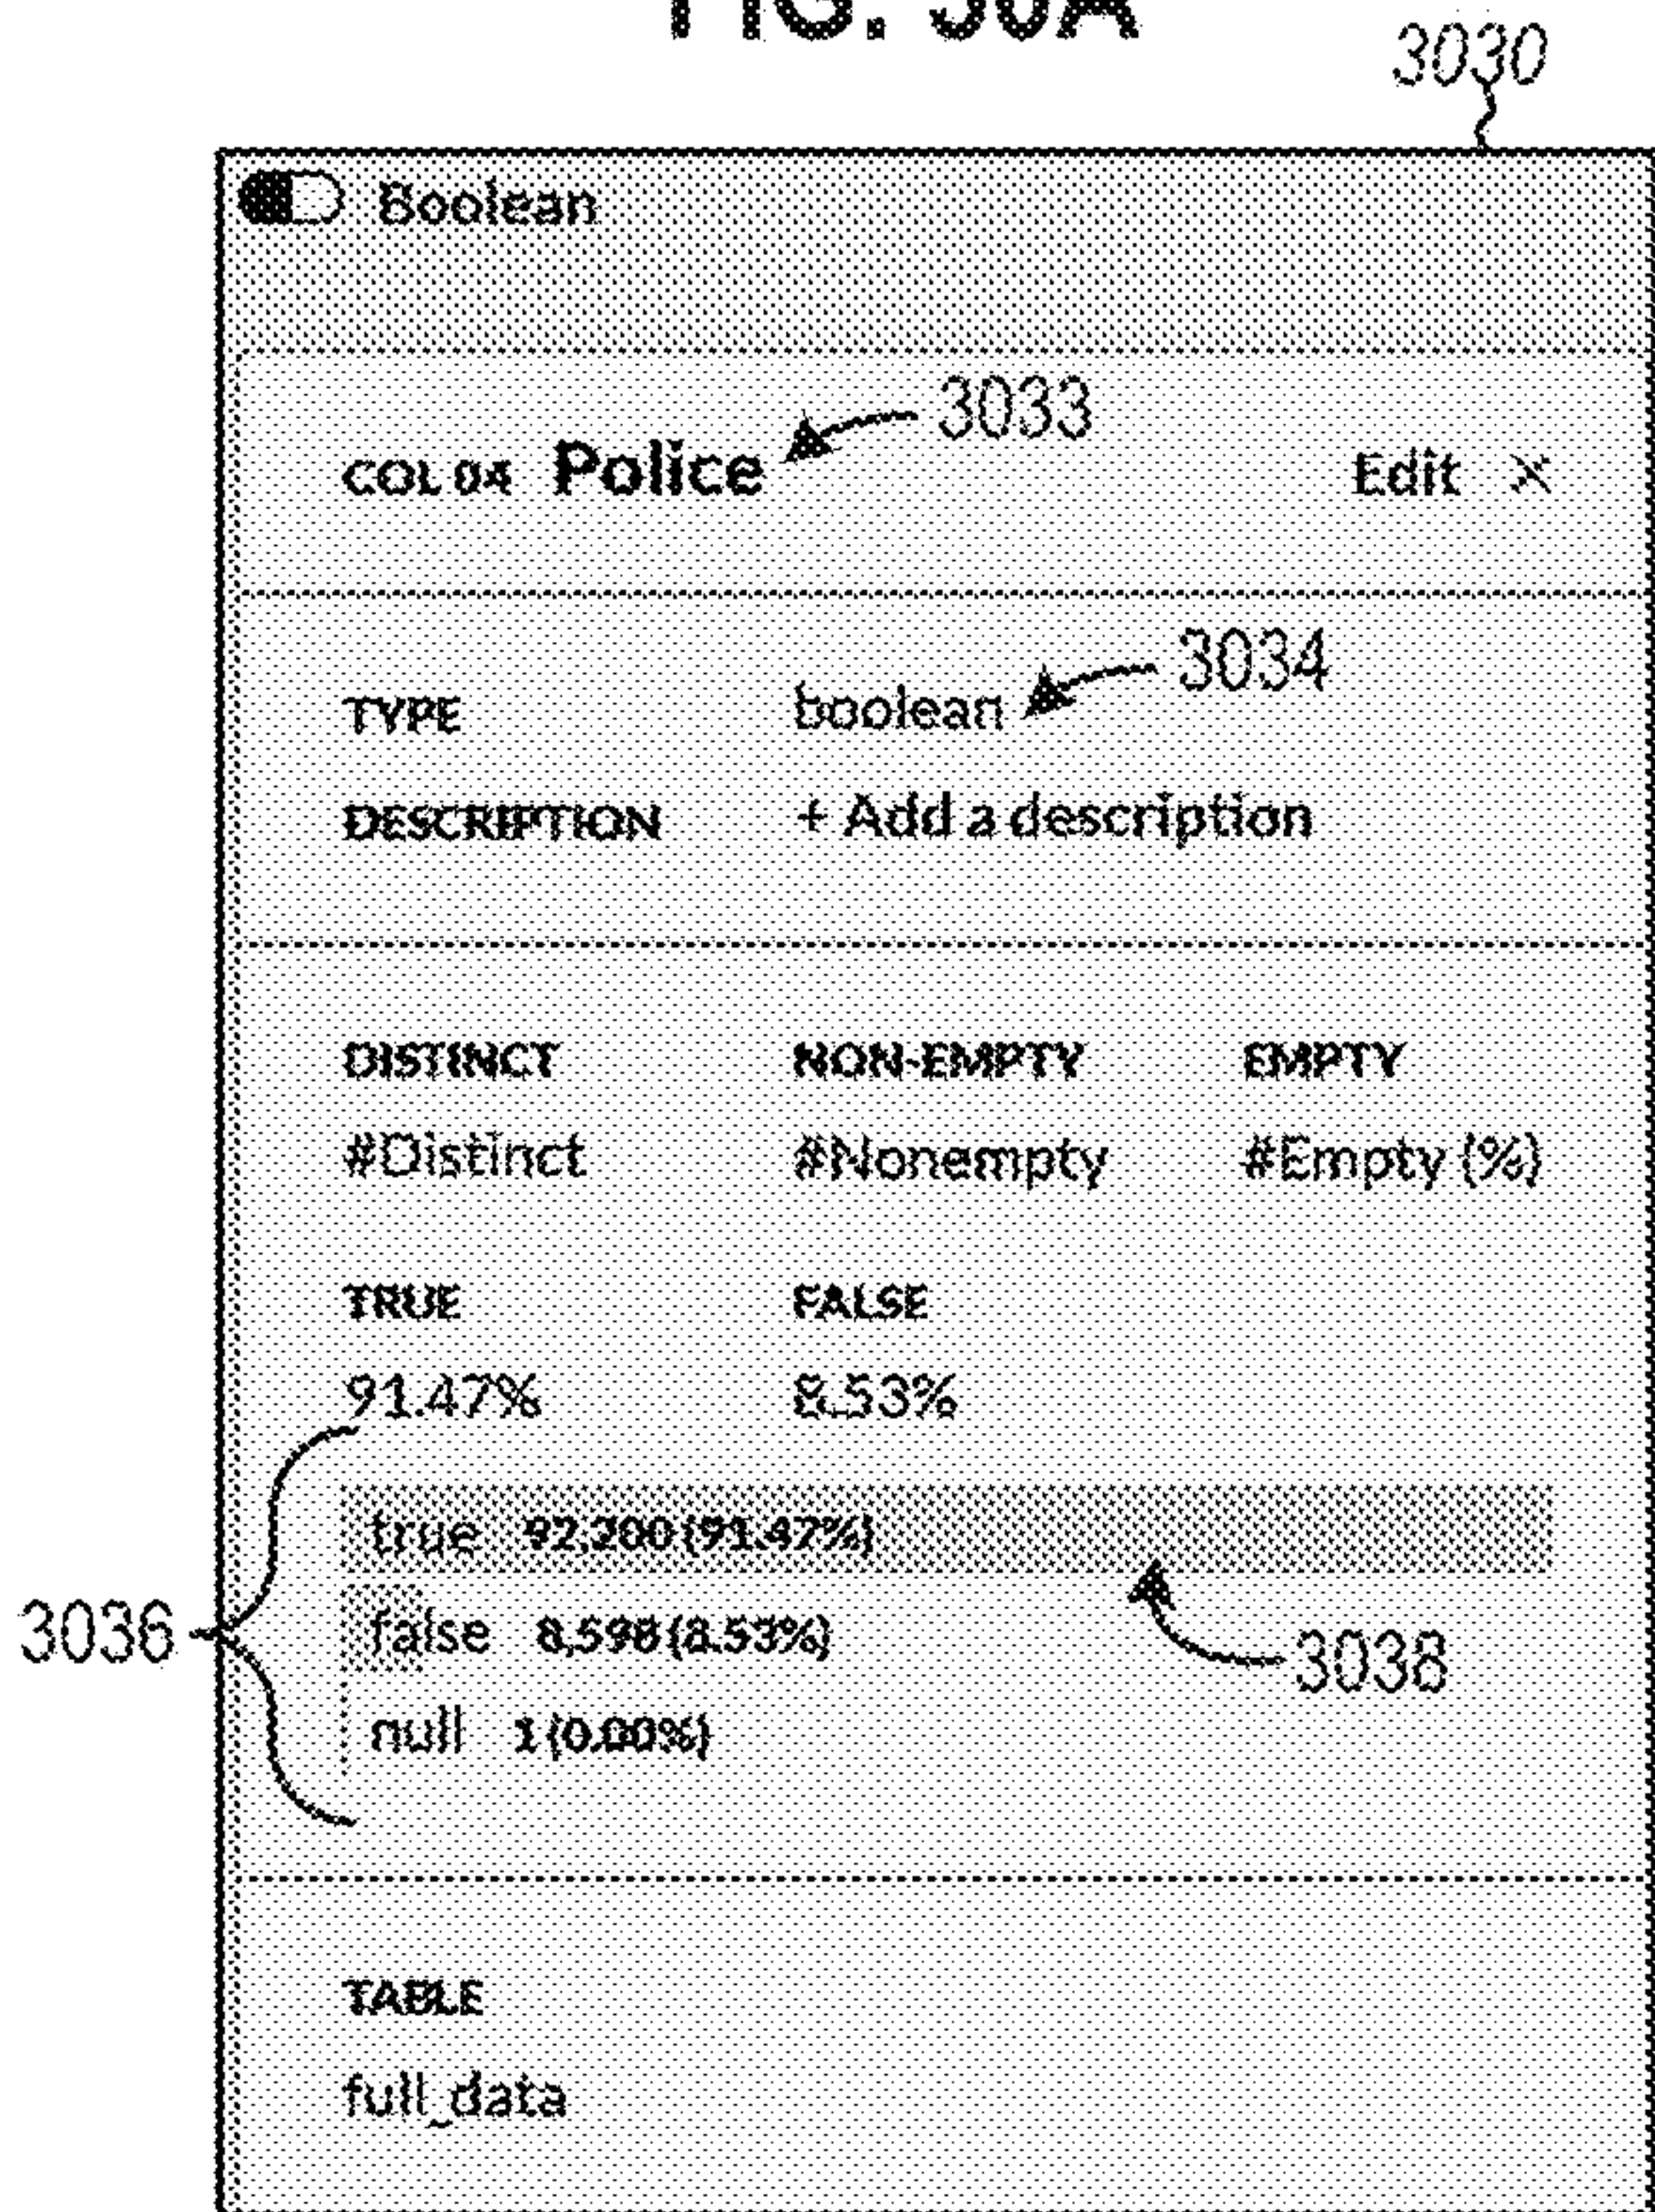 FIG. 30A
3030
Boolean
3033
COL 04 Police Edit ×
3034
TYPE boolean
DESCRIPTION + Add a description
DISTINCT NON-EMPTY EMPTY
#Distinct #Nonempty #Empty (%)
TRUE FALSE
91.47% 8.53%
true 92,200 (91.47%)
false 8,598 (8.53%)
3036
3038
null 1 (0.00%)
TABLE
full_data